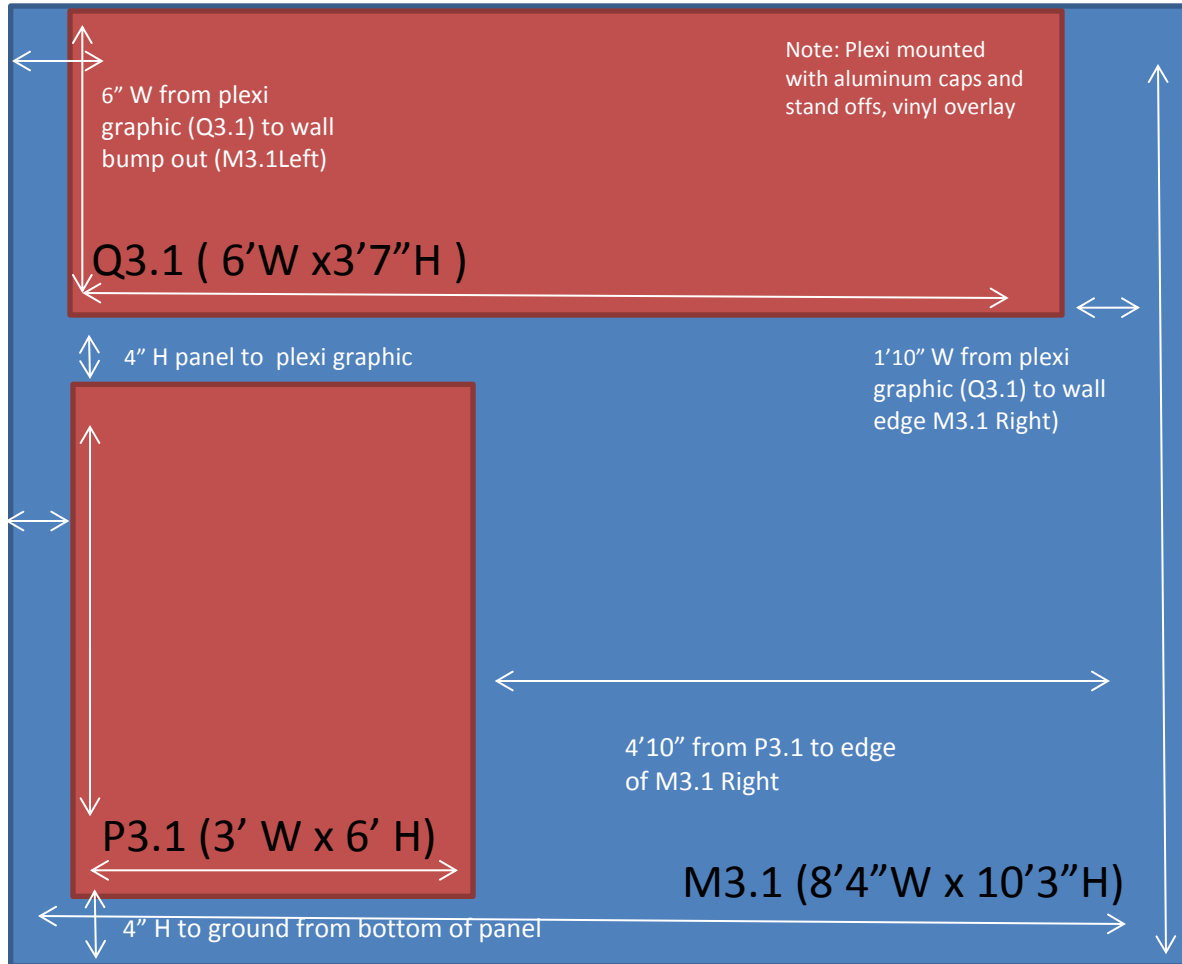 6” W from plexi
graphic (Q3.1) to wall
bump out (M3.1Left)
Note: Plexi mounted
with aluminum caps and
stand offs, vinyl overlay
Q3.1 ( 6’W x3’7”H )
4” H panel to  plexi graphic
1’10” W from plexi
graphic (Q3.1) to wall
edge M3.1 Right)
4’10” from P3.1 to edge
of M3.1 Right
P3.1 (3’ W x 6’ H)
M3.1 (8’4”W x 10’3”H)
4” H to ground from bottom of panel